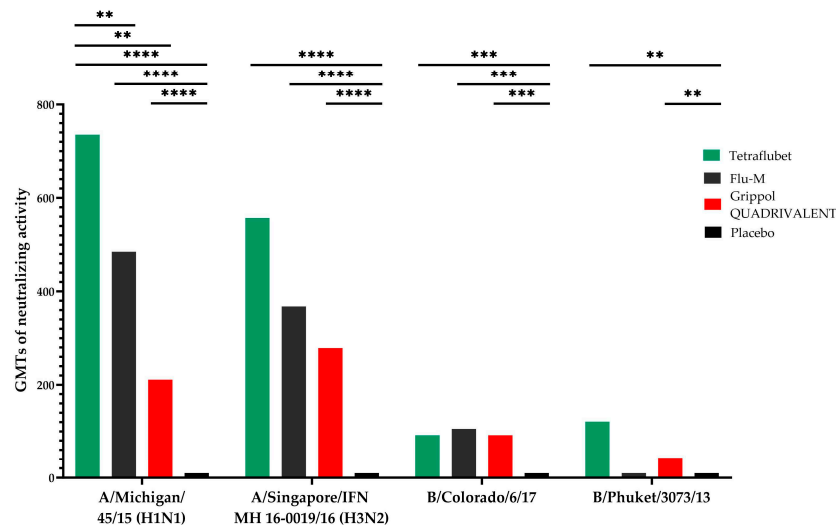 **
**
****
****
****
****
****
****
***
***
***
**
**
GMTs of neutralizing activity
800
600
400
200
0
A/Michigan/
45/15 (H1N1)
A/Singapore/IFN
MH 16-0019/16 (H3N2)
B/Colorado/6/17
B/Phuket/3073/13
Tetraflubet
Flu-M
Grippol
QUADRIVALENT
Placebo